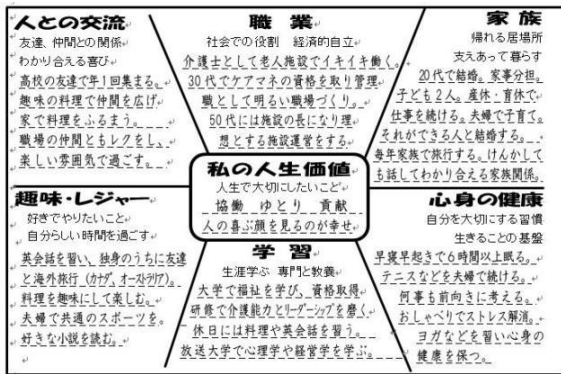 人との交流
友達、仲間との関係
わかり合える喜び
高校の友達で年1回集まる。
趣味の料理で仲間を広げ
家で料理をふるまう。
職場の仲間ともレクをし、
楽しい雰囲気で過ごす。
職業
社会での役割 経済的自立
介護士として老人施設でイキイキ働く。
30代でケアマネの資格を取り管理
職として明るい職場づくり。
50代には施設の長になり理
想とする施設運営をする
家族
帰れる居場所
支えあって暮らす
20代で結婚。家事分担。
子ども2人。産休・育休で
仕事を続ける。夫婦で子育て。
それができる人と結婚する。
毎年家族で旅行する。けんかして
も話してわかり合える家族関係。
私の人生価値
人生で大切にしたいこと
協働 ゆとり 貢献
人の喜ぶ顔を見るのが幸せ
趣味・レジャー
好きでやりたいこと
自分らしい時間を過ごす
英会話を習い、独身のうちに友達
と海外旅行(カナダ、オーストラリア)。
料理を趣味にして楽しむ。
夫婦で共通のスポーツを。
好きな小説を読む。
学習
生涯学ぶ 専門と教養
大学で福祉を学び、資格取得
研修で介護能力とリーダーシップを磨く
休日には料理や英会話を習う。
放送大学で心理学や経営学を学ぶ。
心身の健康
自分を大切にする習慣
生きることの基盤
早寝早起きで6時間以上眠る。
テニスなどを夫婦で続ける。
何事も前向きに考える。
おしゃべりでストレス解消。
ヨガなどを習い心身の
健康を保つ。